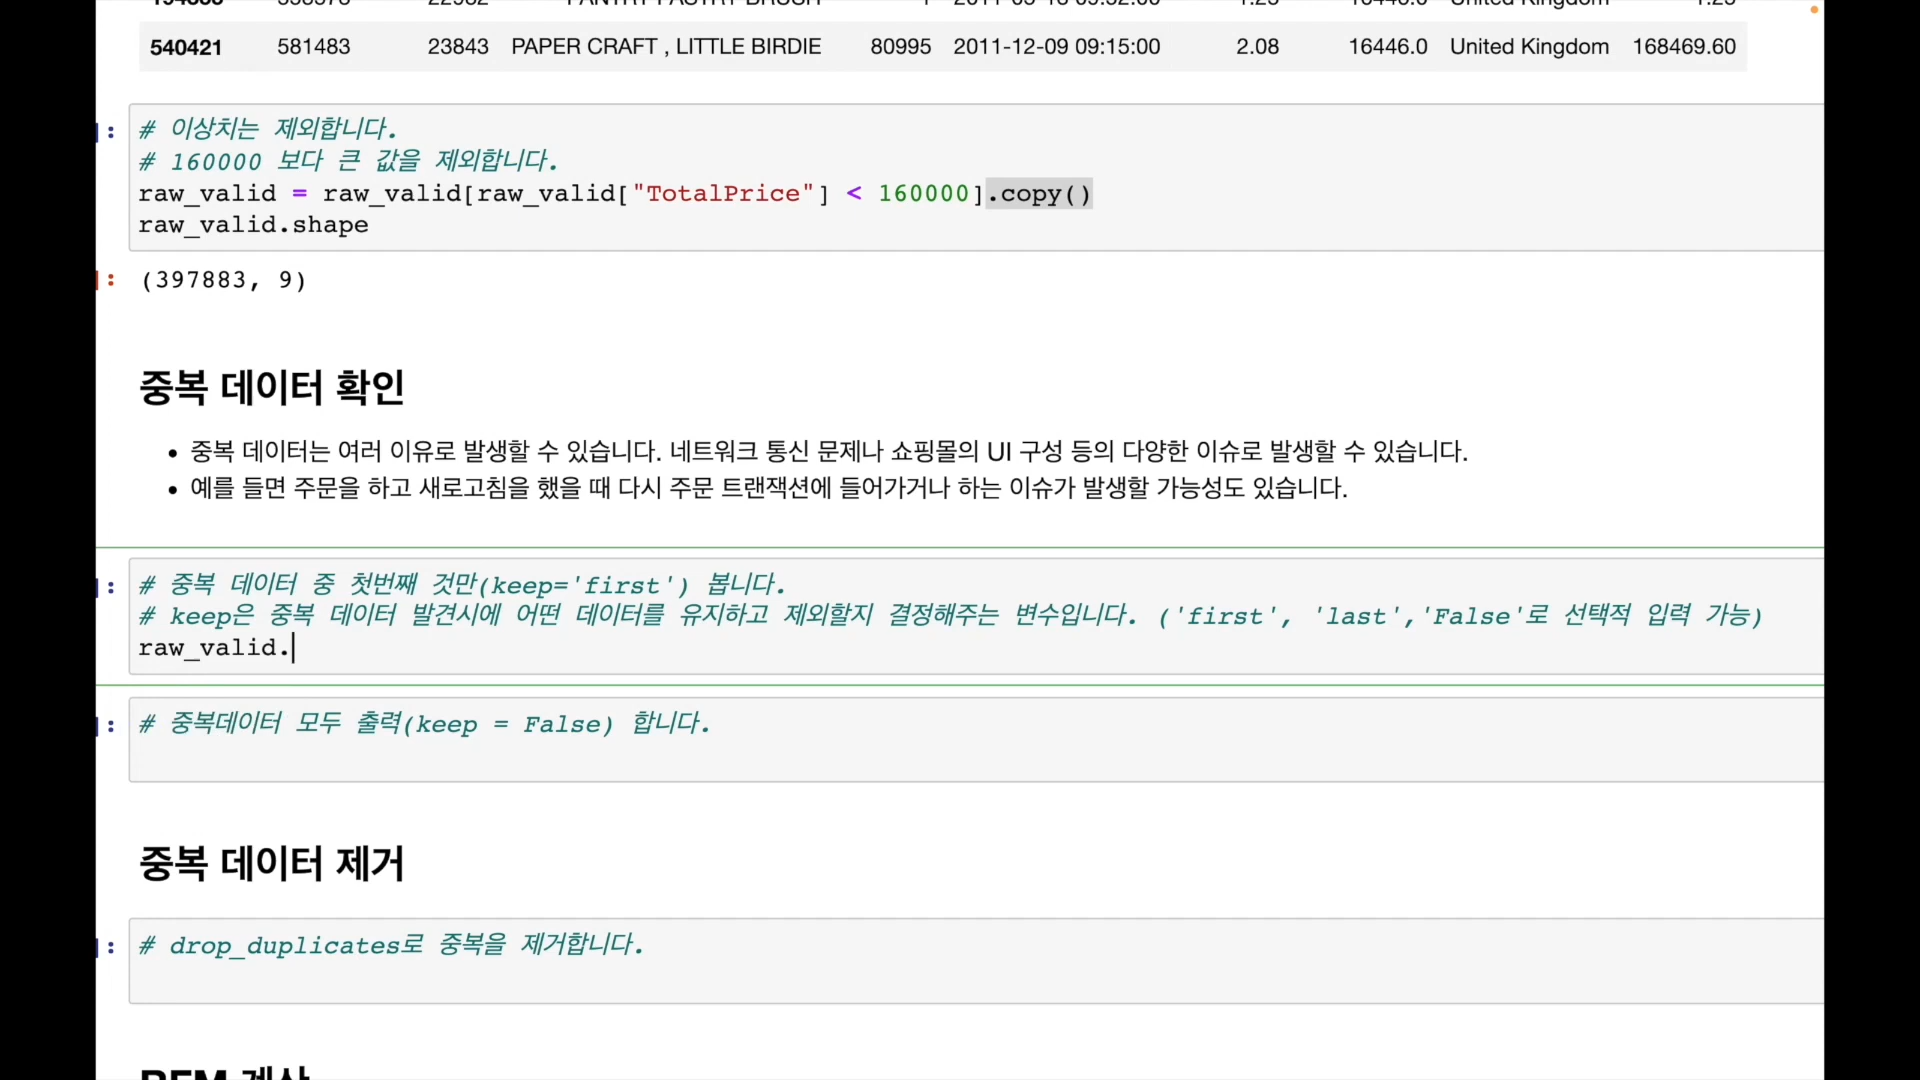 540421 581483 23843 PAPER CRAFT , LITTLE BIRDIE 80995 2011-12-09 09:15:00 2.08 16446.0 United Kingdom 168469.60
]: # 이상치는 제외합니다.
# 160000 보다 큰 값을 제외합니다.
raw_valid = raw_valid[raw_valid["TotalPrice"] < 160000].copy()
raw_valid.shape
]: (397883, 9)
중복 데이터 확인
• 중복 데이터는 여러 이유로 발생할 수 있습니다. 네트워크 통신 문제나 쇼핑몰의 UI 구성 등의 다양한 이슈로 발생할 수 있습니다.
• 예를 들면 주문을 하고 새로고침을 했을 때 다시 주문 트랜잭션에 들어가거나 하는 이슈가 발생할 가능성도 있습니다.
]: # 중복 데이터 중 첫번째 것만(keep='first') 봅니다.
# keep은 중복 데이터 발견시에 어떤 데이터를 유지하고 제외할지 결정해주는 변수입니다. ('first', 'last','False'로 선택적 입력 가능)
raw_valid.
]: # 중복데이터 모두 출력(keep = False) 합니다.
중복 데이터 제거
]: # drop_duplicates로 중복을 제거합니다.